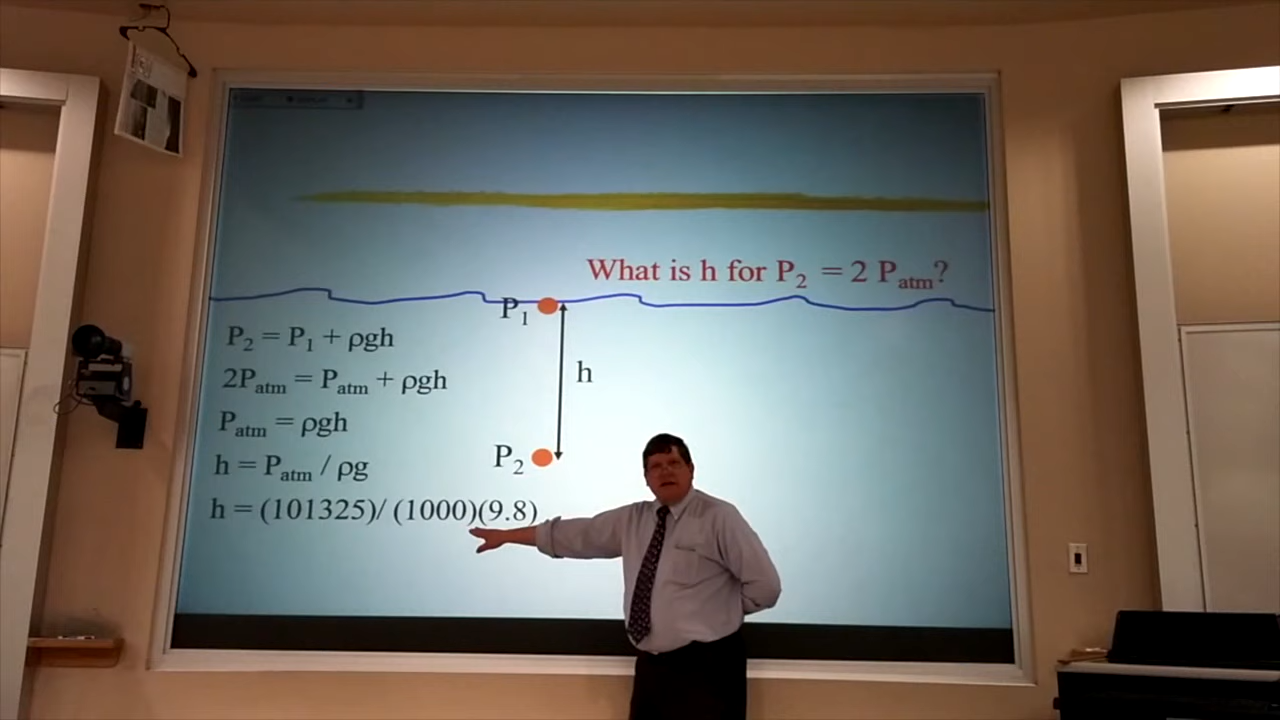 What is h for P₂ = 2 Pₐₜₘ?
P₁
P₂ = P₁ + ρgh
2Pₐₜₘ = Pₐₜₘ + ρgh
h
Pₐₜₘ = ρgh
P₂
h = Pₐₜₘ / ρg
h = (101325)/ (1000)(9.8)